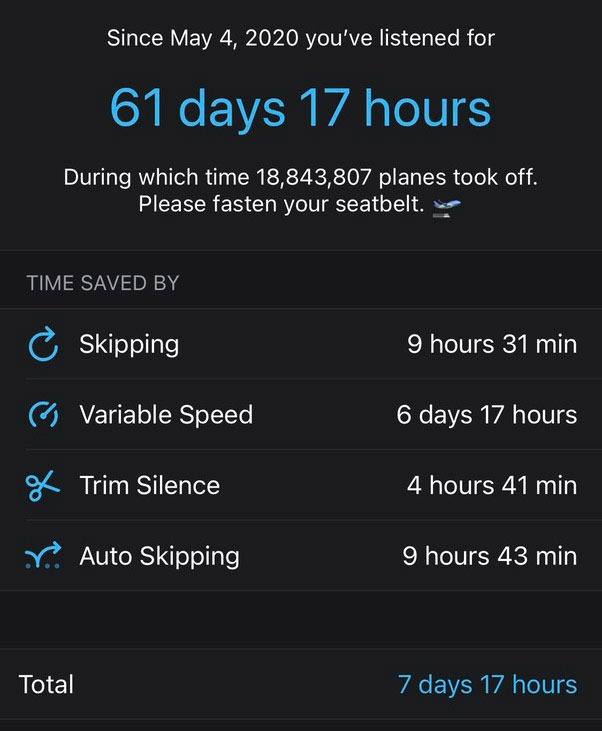 Since May 4, 2020 you’ve listened for
61 days 17 hours
During which time 18,843,807 planes took off.
Please fasten your seatbelt. 🛫
TIME SAVED BY
Skipping 9 hours 31 min
Variable Speed 6 days 17 hours
Trim Silence 4 hours 41 min
Auto Skipping 9 hours 43 min
Total 7 days 17 hours